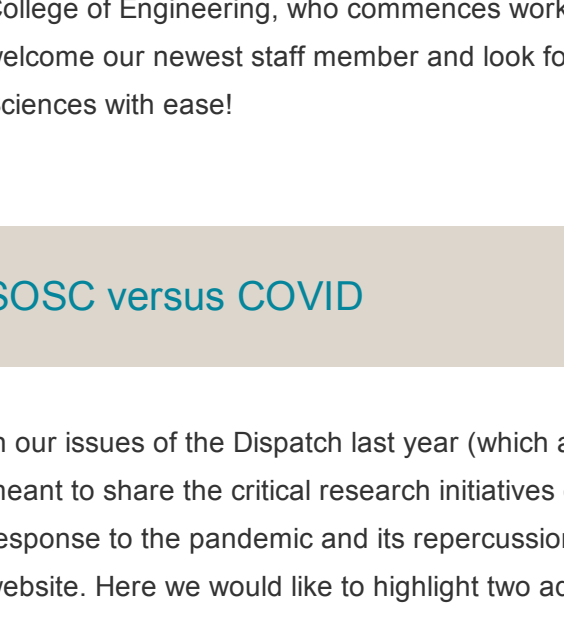 College of Engineering, who commences work
welcome our newest staff member and look fo
Sciences with ease!
SOSC versus COVID
n our issues of the Dispatch last year (which a
meant to share the critical research initiatives
response to the pandemic and its repercussion
website. Here we would like to highlight two ad